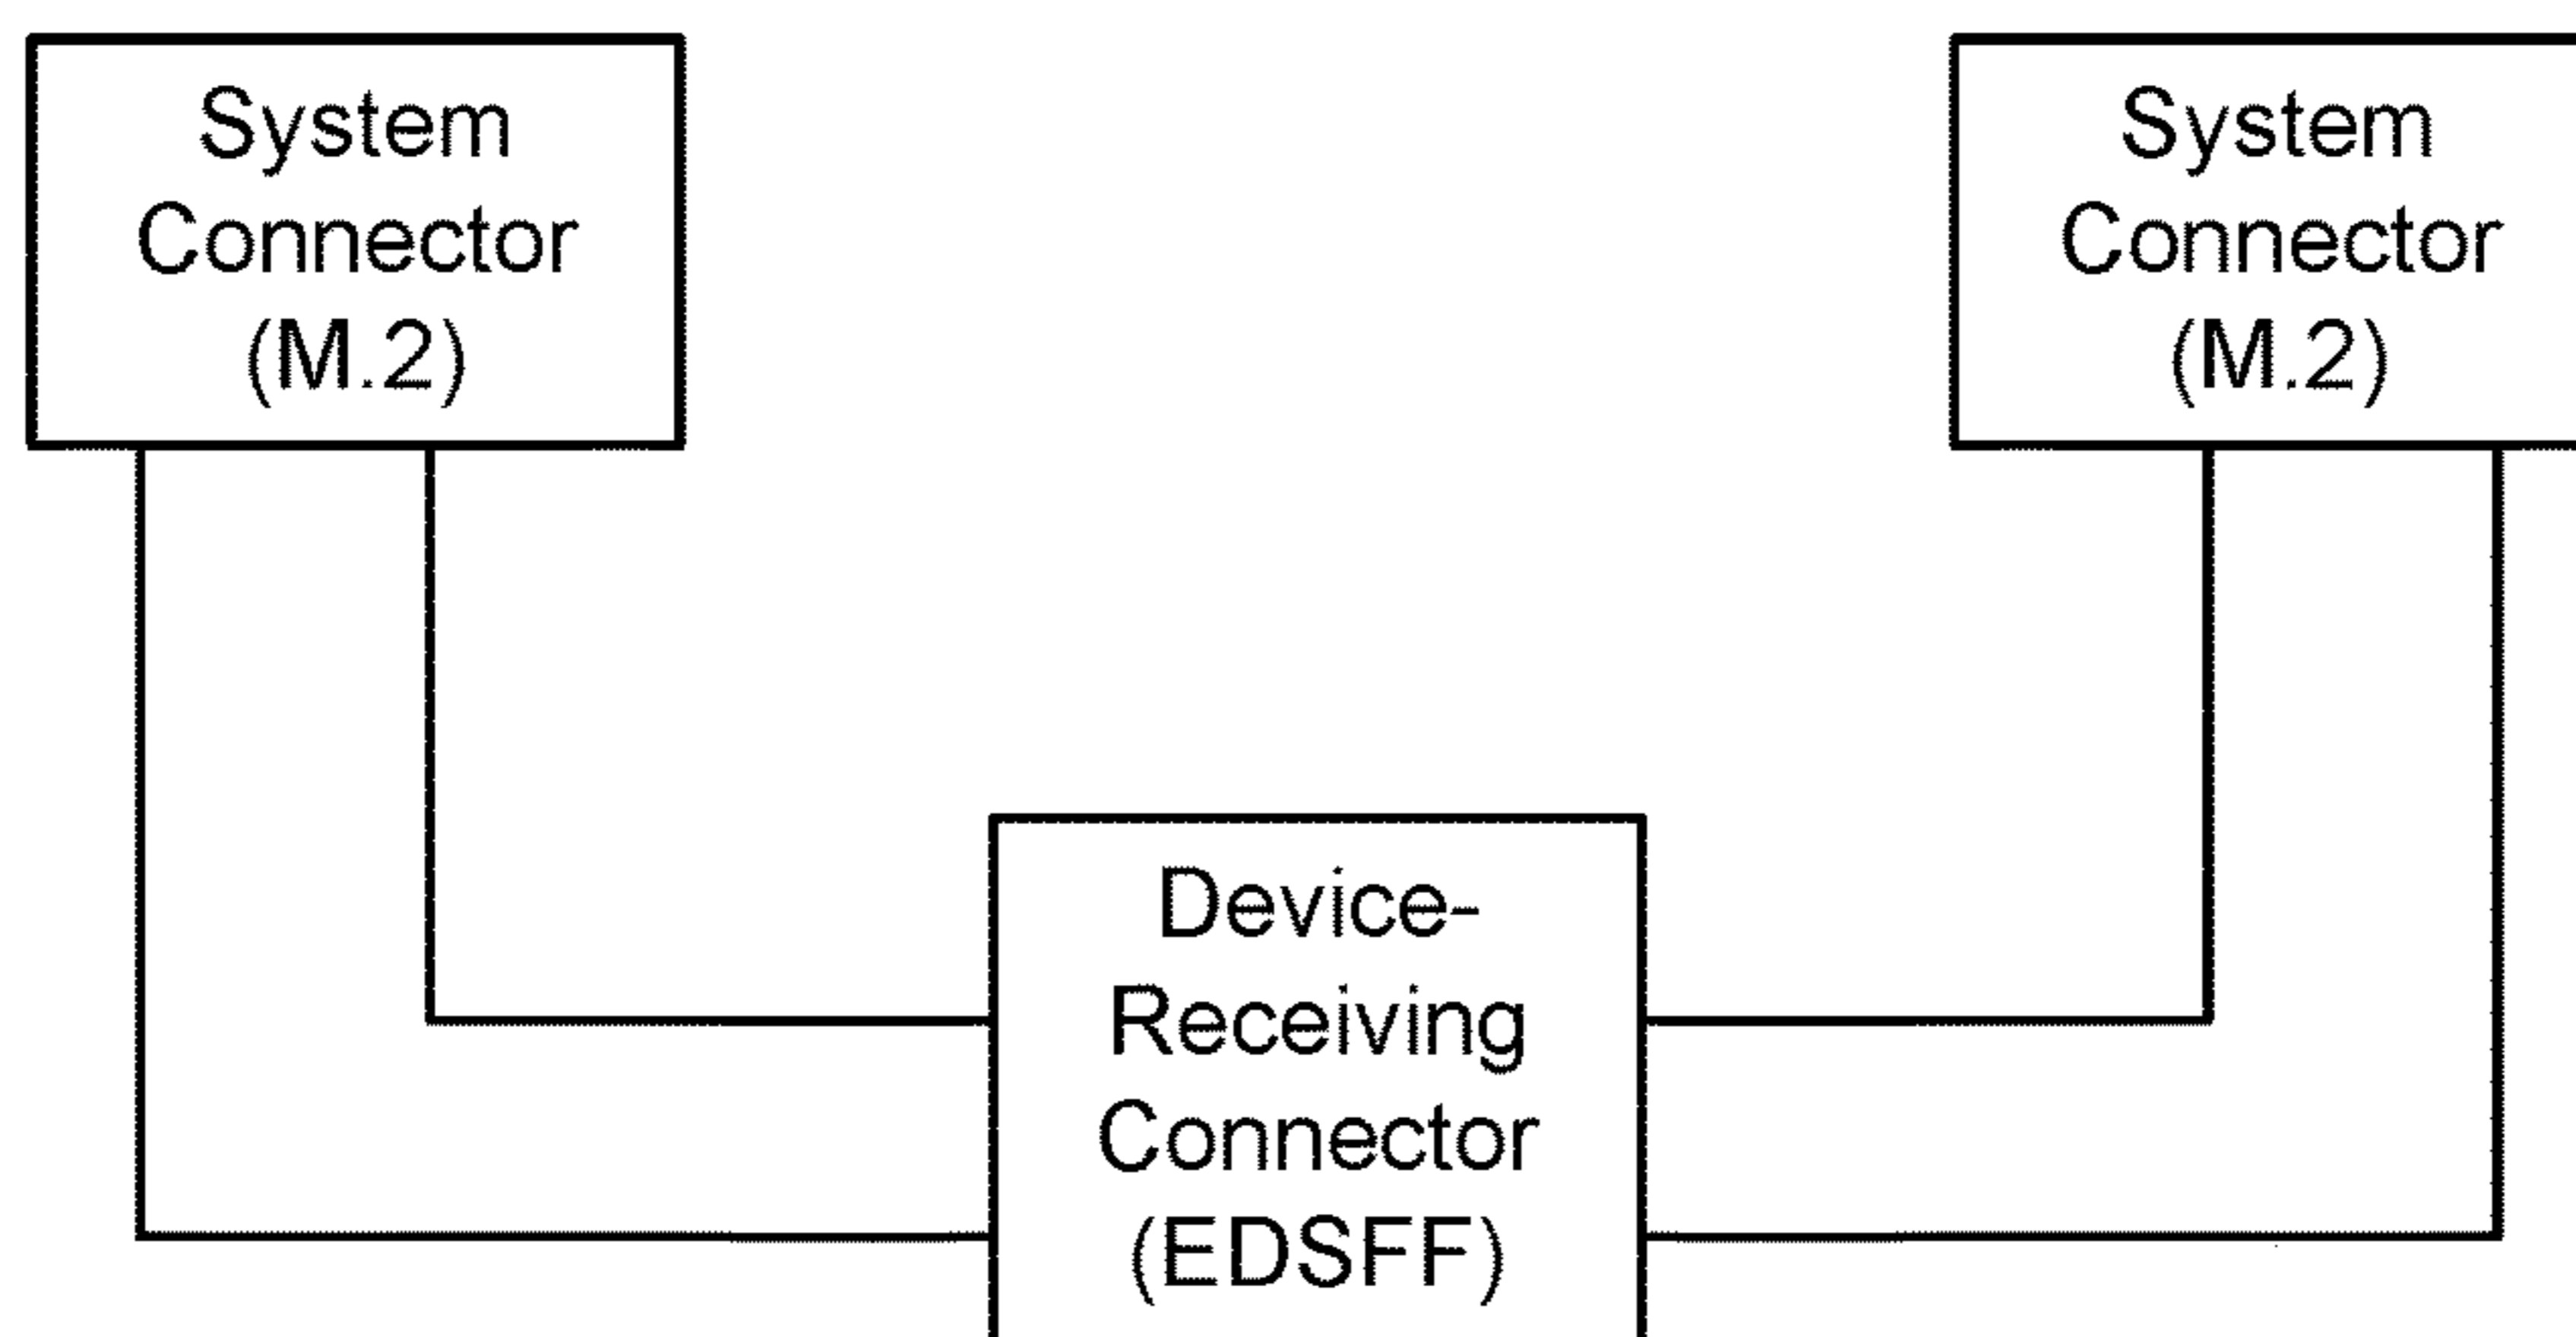 System
Connector
(M.2)
System
Connector
(M.2)
Device-
Receiving
Connector
(EDSFF)